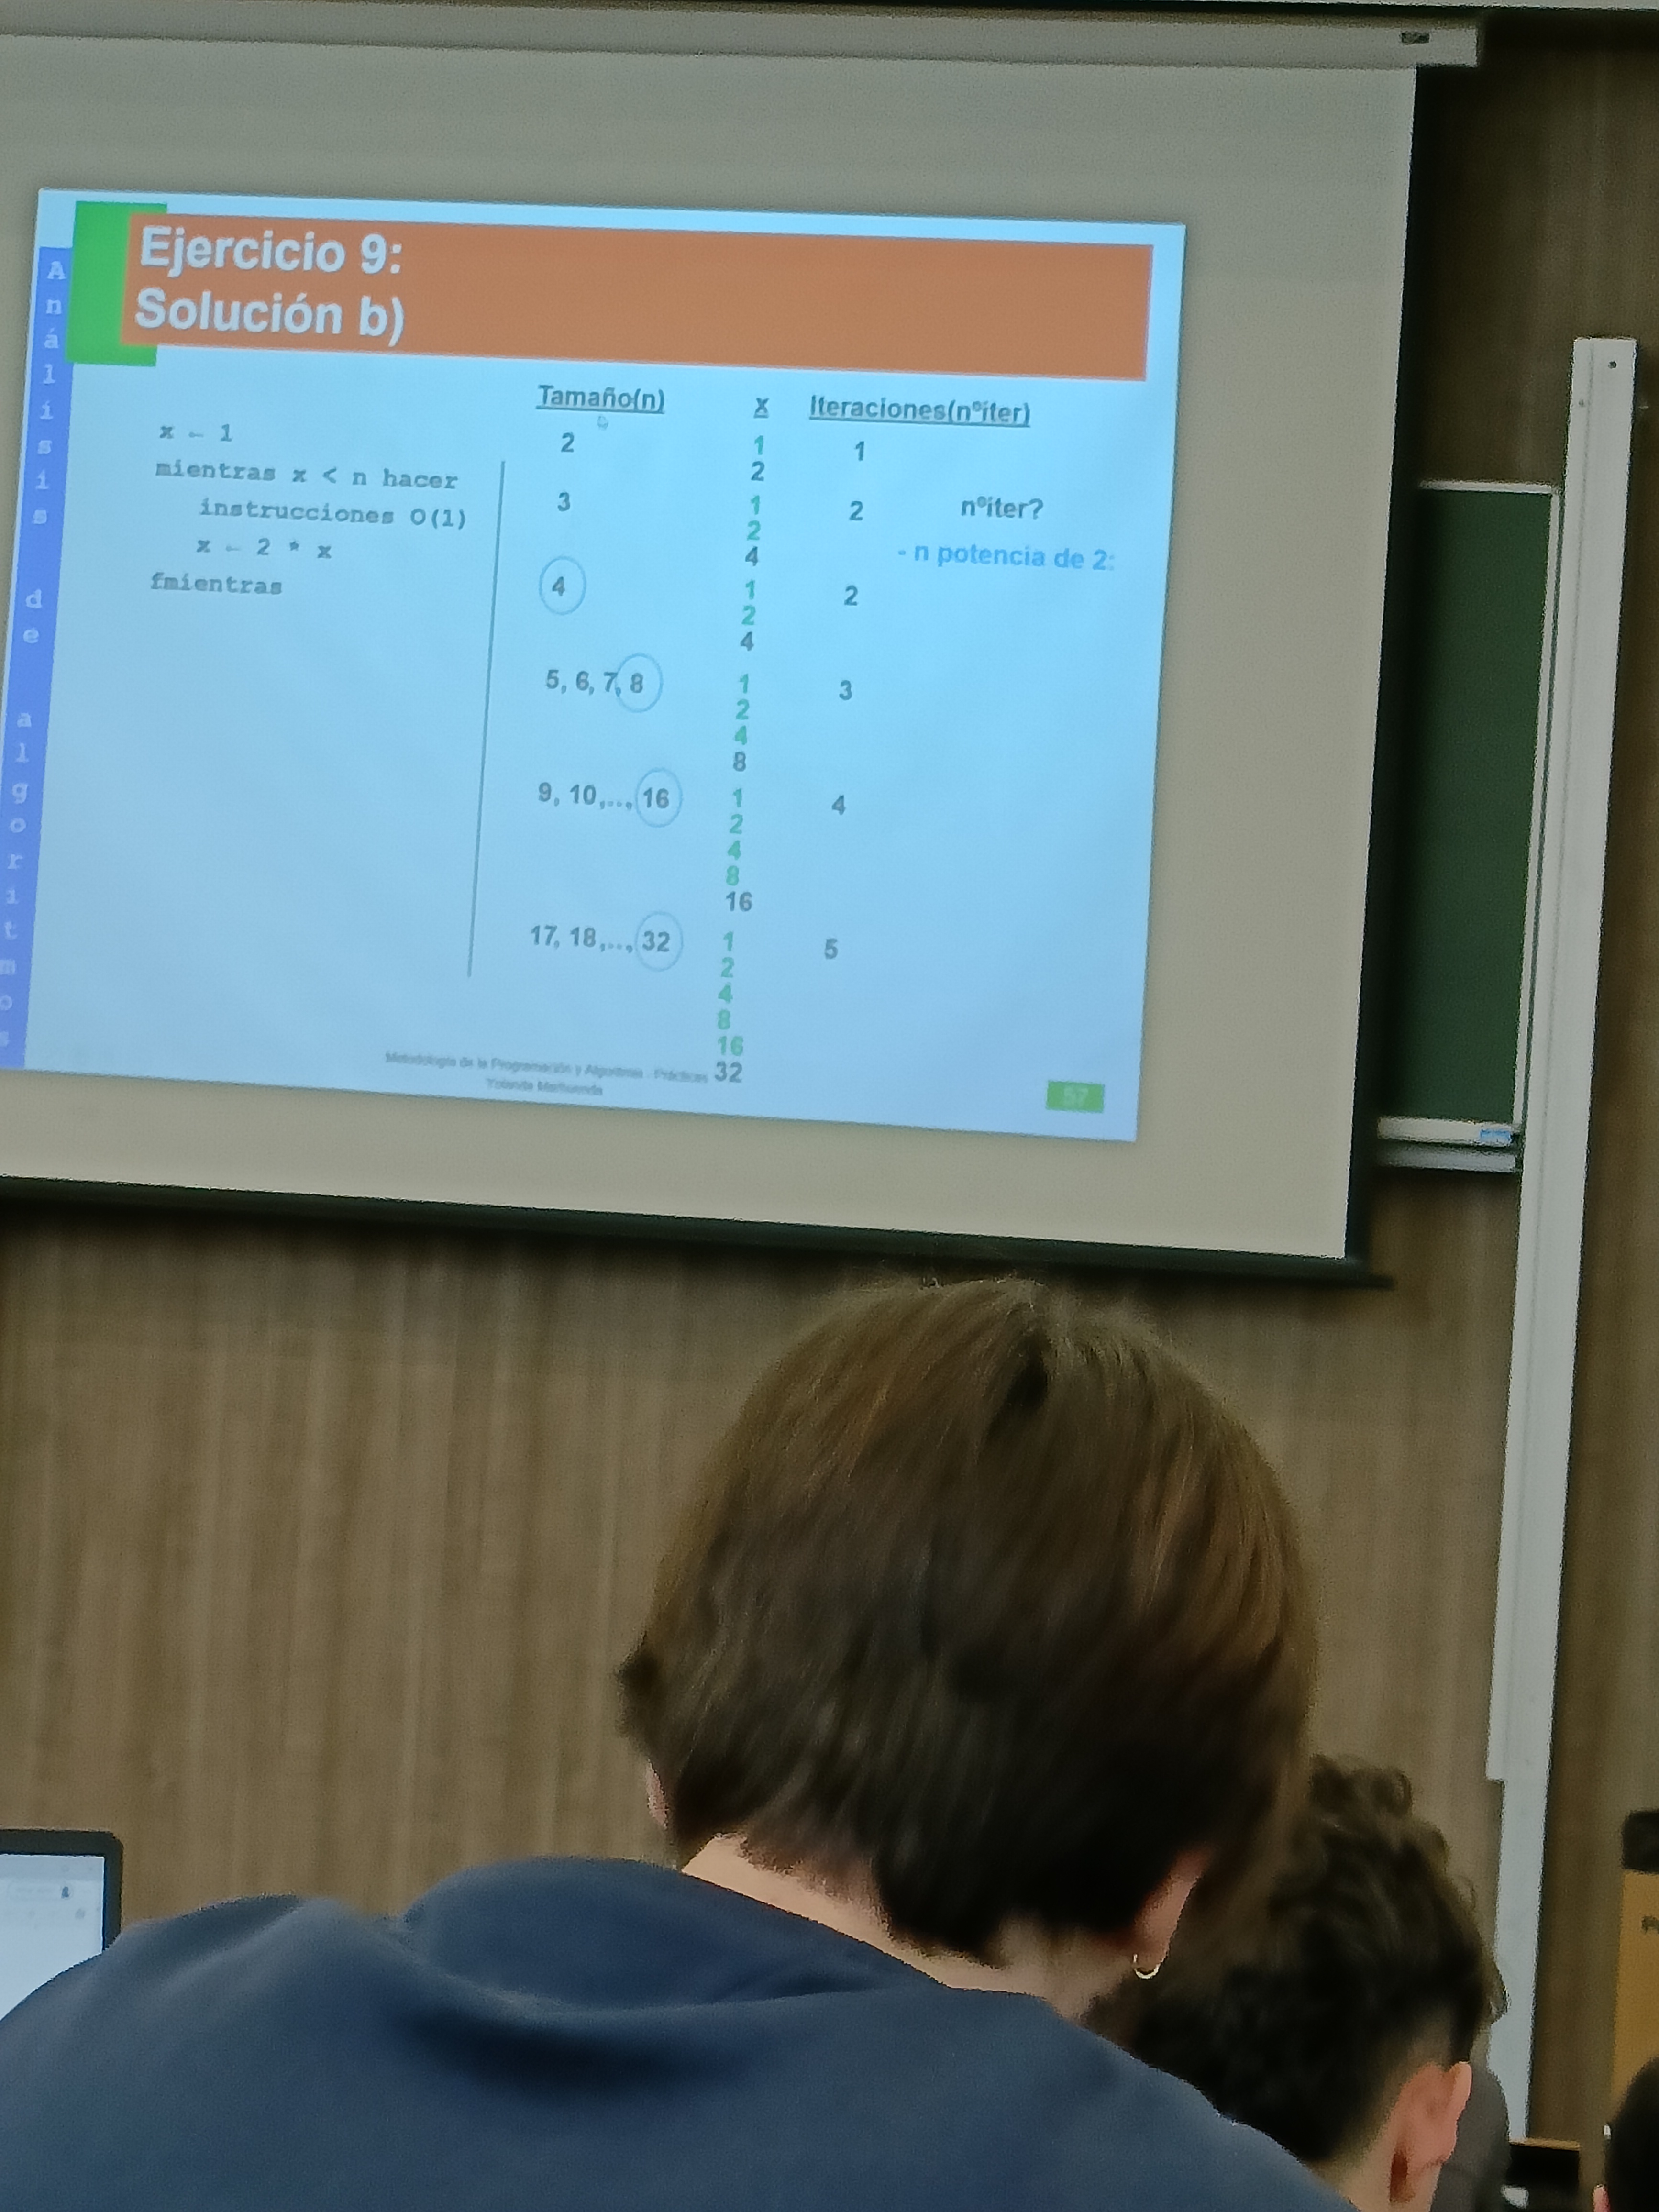 Ejercicio 9:
Solución b)
Análisis de algoritmos
x ← 1
mientras x < n hacer
instrucciones O(1)
x ← 2 * x
fmientras
Tamaño(n) x Iteraciones(nºiter)
2 1 1
2
3 1 2
2
4
4 1 2
2
4
5, 6, 7, 8 1 3
2
4
8
9, 10,..., 16 1 4
2
4
8
16
17, 18,..., 32 1 5
2
4
8
16
32
nºiter?
- n potencia de 2:
Metodología de la Programación y Algoritmia - Prácticas
Yolanda Marhuenda
57